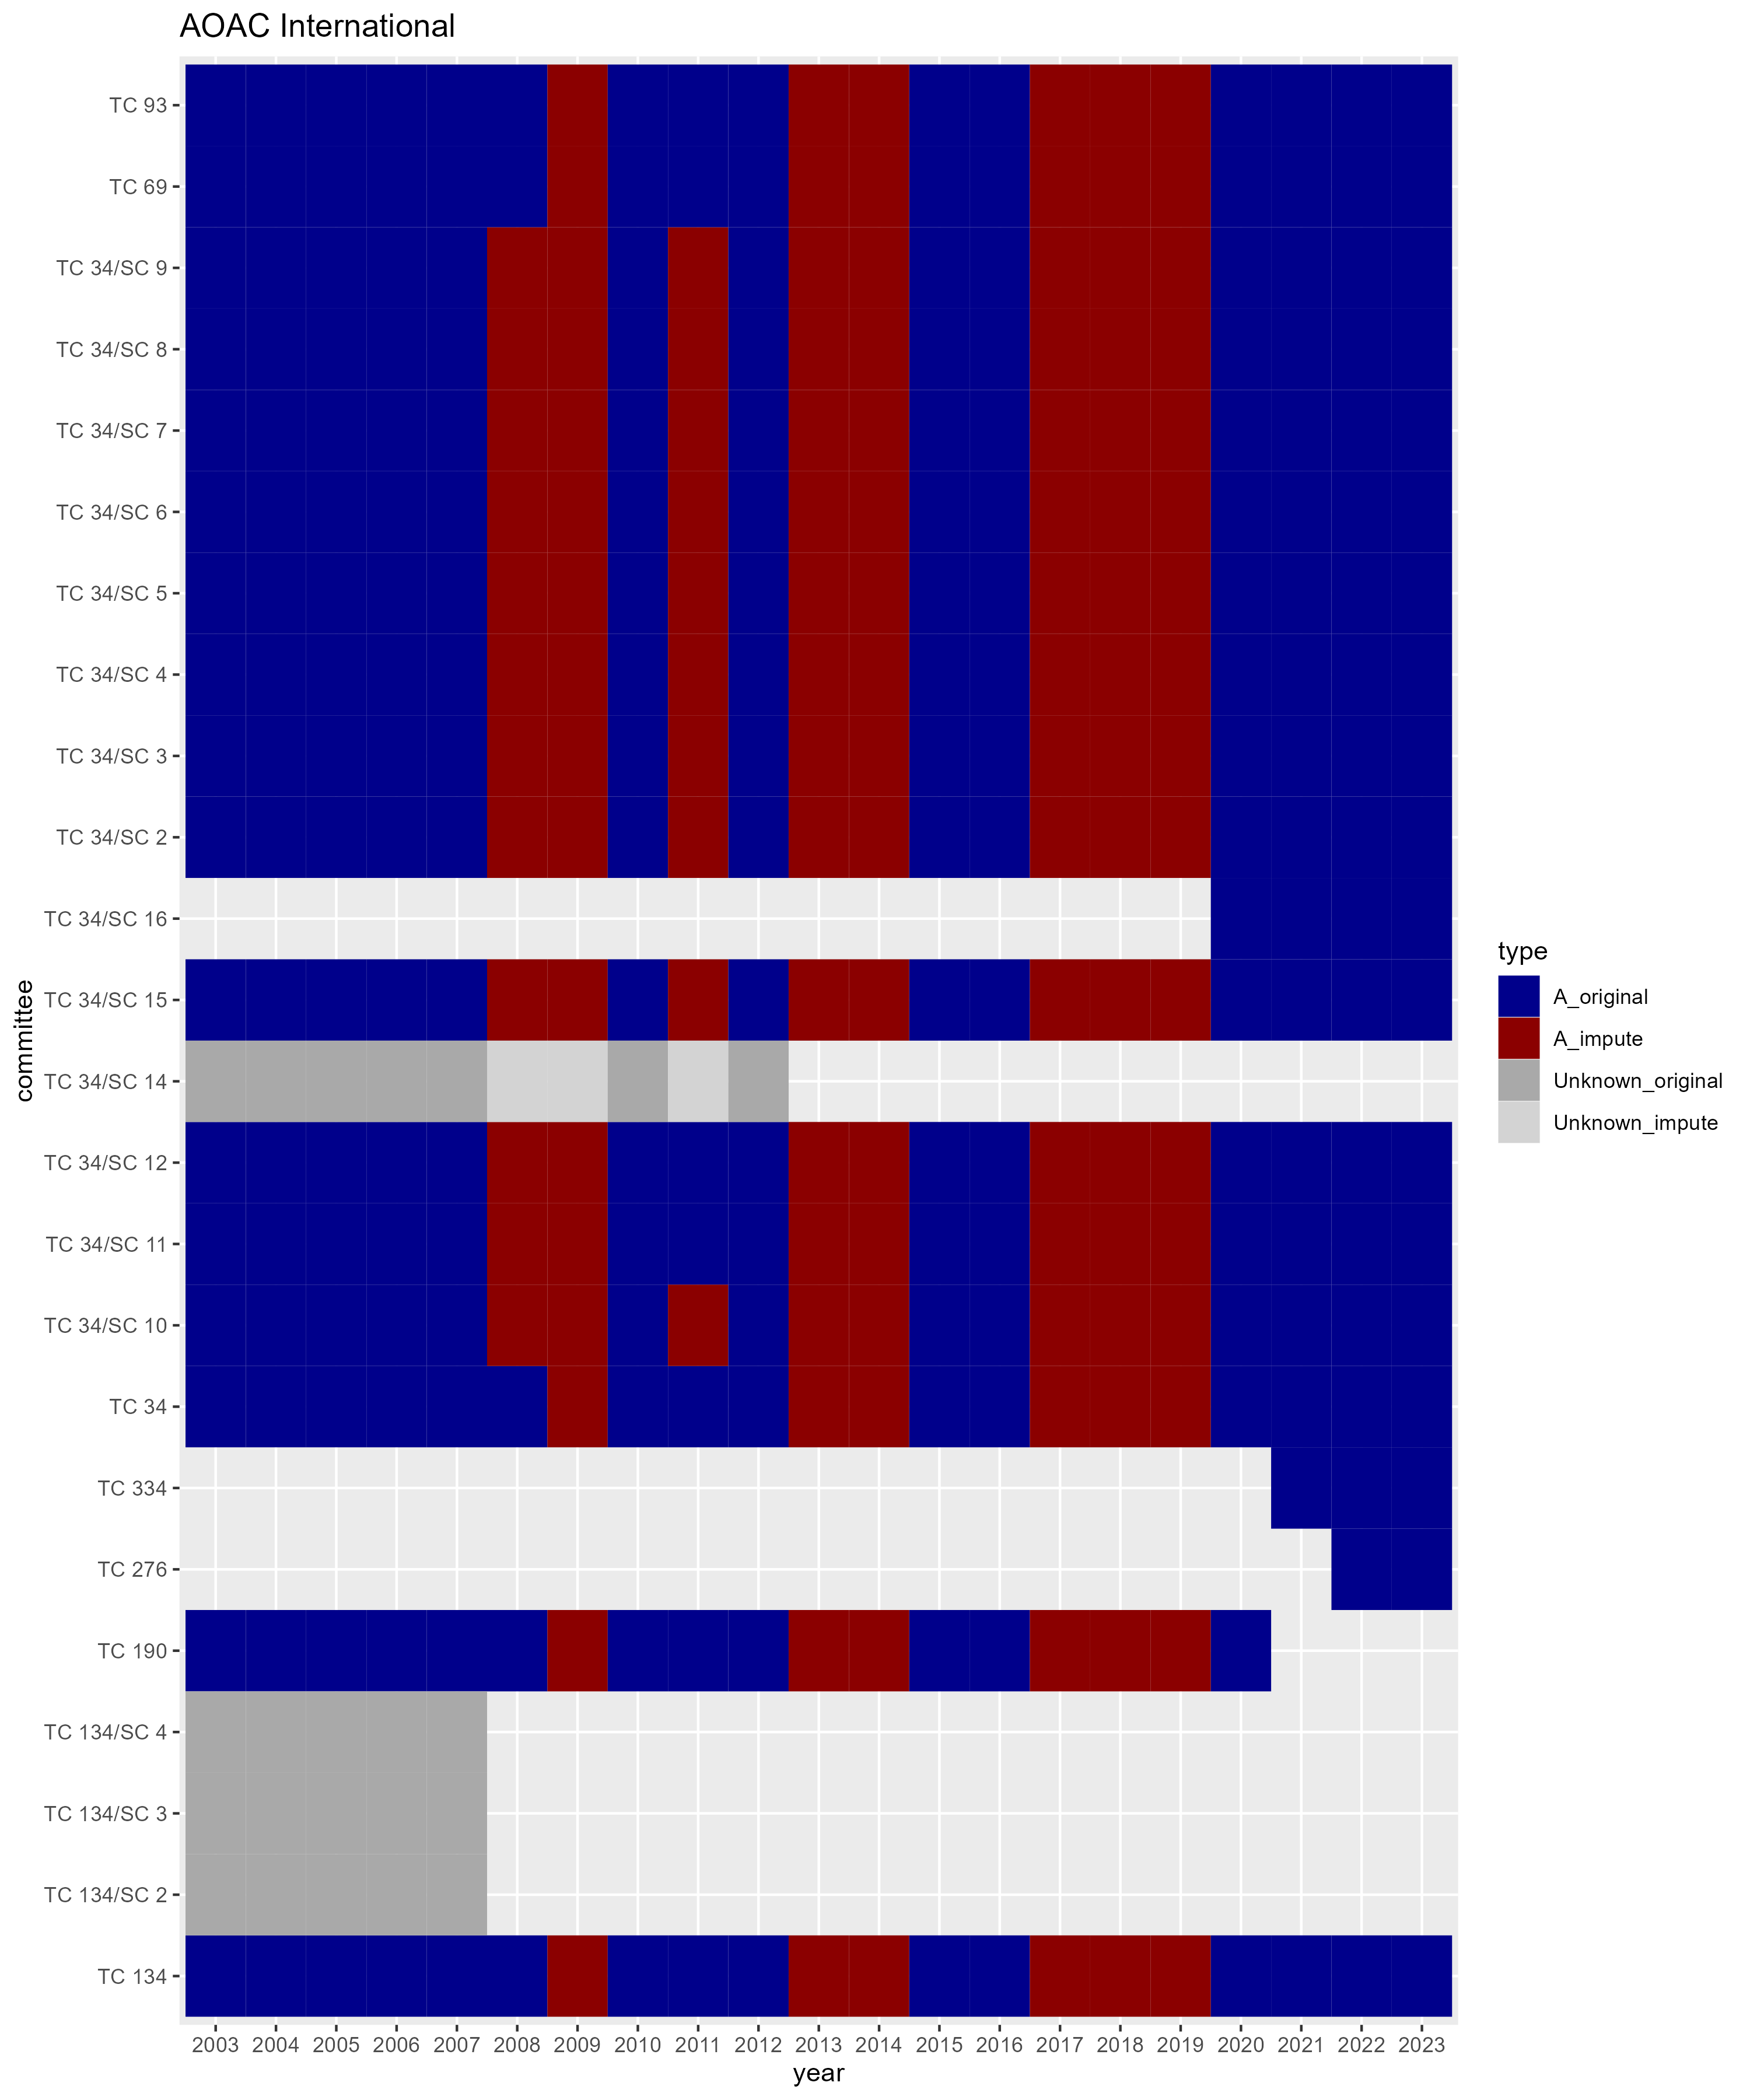 AOAC International
TC 93
TC 69
TC 34/SC 9
TC 34/SC 8
TC 34/SC 7
TC 34/SC 6
TC 34/SC 5
TC 34/SC 4
TC 34/SC 3
TC 34/SC 2
TC 34/SC 16
TC 34/SC 15
TC 34/SC 14
TC 34/SC 12
TC 34/SC 11
TC 34/SC 10
TC 34
TC 334
TC 276
TC 190
TC 134/SC 4
TC 134/SC 3
TC 134/SC 2
TC 134
committee
2003 2004 2005 2006 2007 2008 2009 2010 2011 2012 2013 2014 2015 2016 2017 2018 2019 2020 2021 2022 2023
year
type
A_original
A_impute
Unknown_original
Unknown_impute